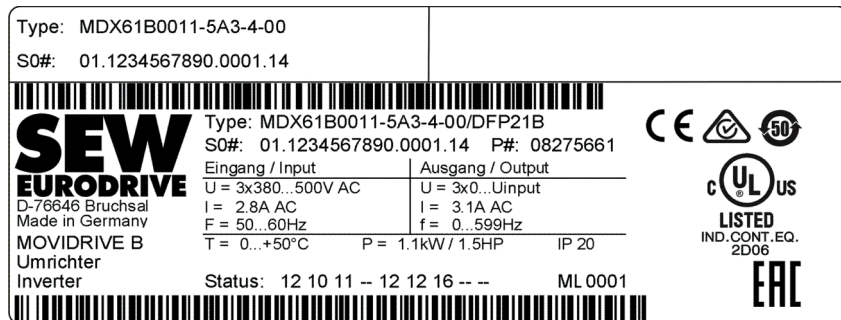 Type: MDX61B0011-5A3-4-00
S0#: 01.1234567890.0001.14
SEW
EURODRIVE
D-76646 Bruchsal
Made in Germany
MOVIDRIVE B
Umrichter
Inverter
Type: MDX61B0011-5A3-4-00/DFP21B
S0#: 01.1234567890.0001.14 P#: 08275661
Eingang / Input Ausgang / Output
U = 3x380...500V AC U = 3x0...Uinput
I = 2.8A AC I = 3.1A AC
F = 50...60Hz f = 0...599Hz
T = 0...+50°C P = 1.1kW / 1.5HP IP 20
Status: 12 10 11 -- 12 12 16 -- -- ML 0001
CE
50
C UL US
®
LISTED
IND.CONT.EQ.
2D06
EAC